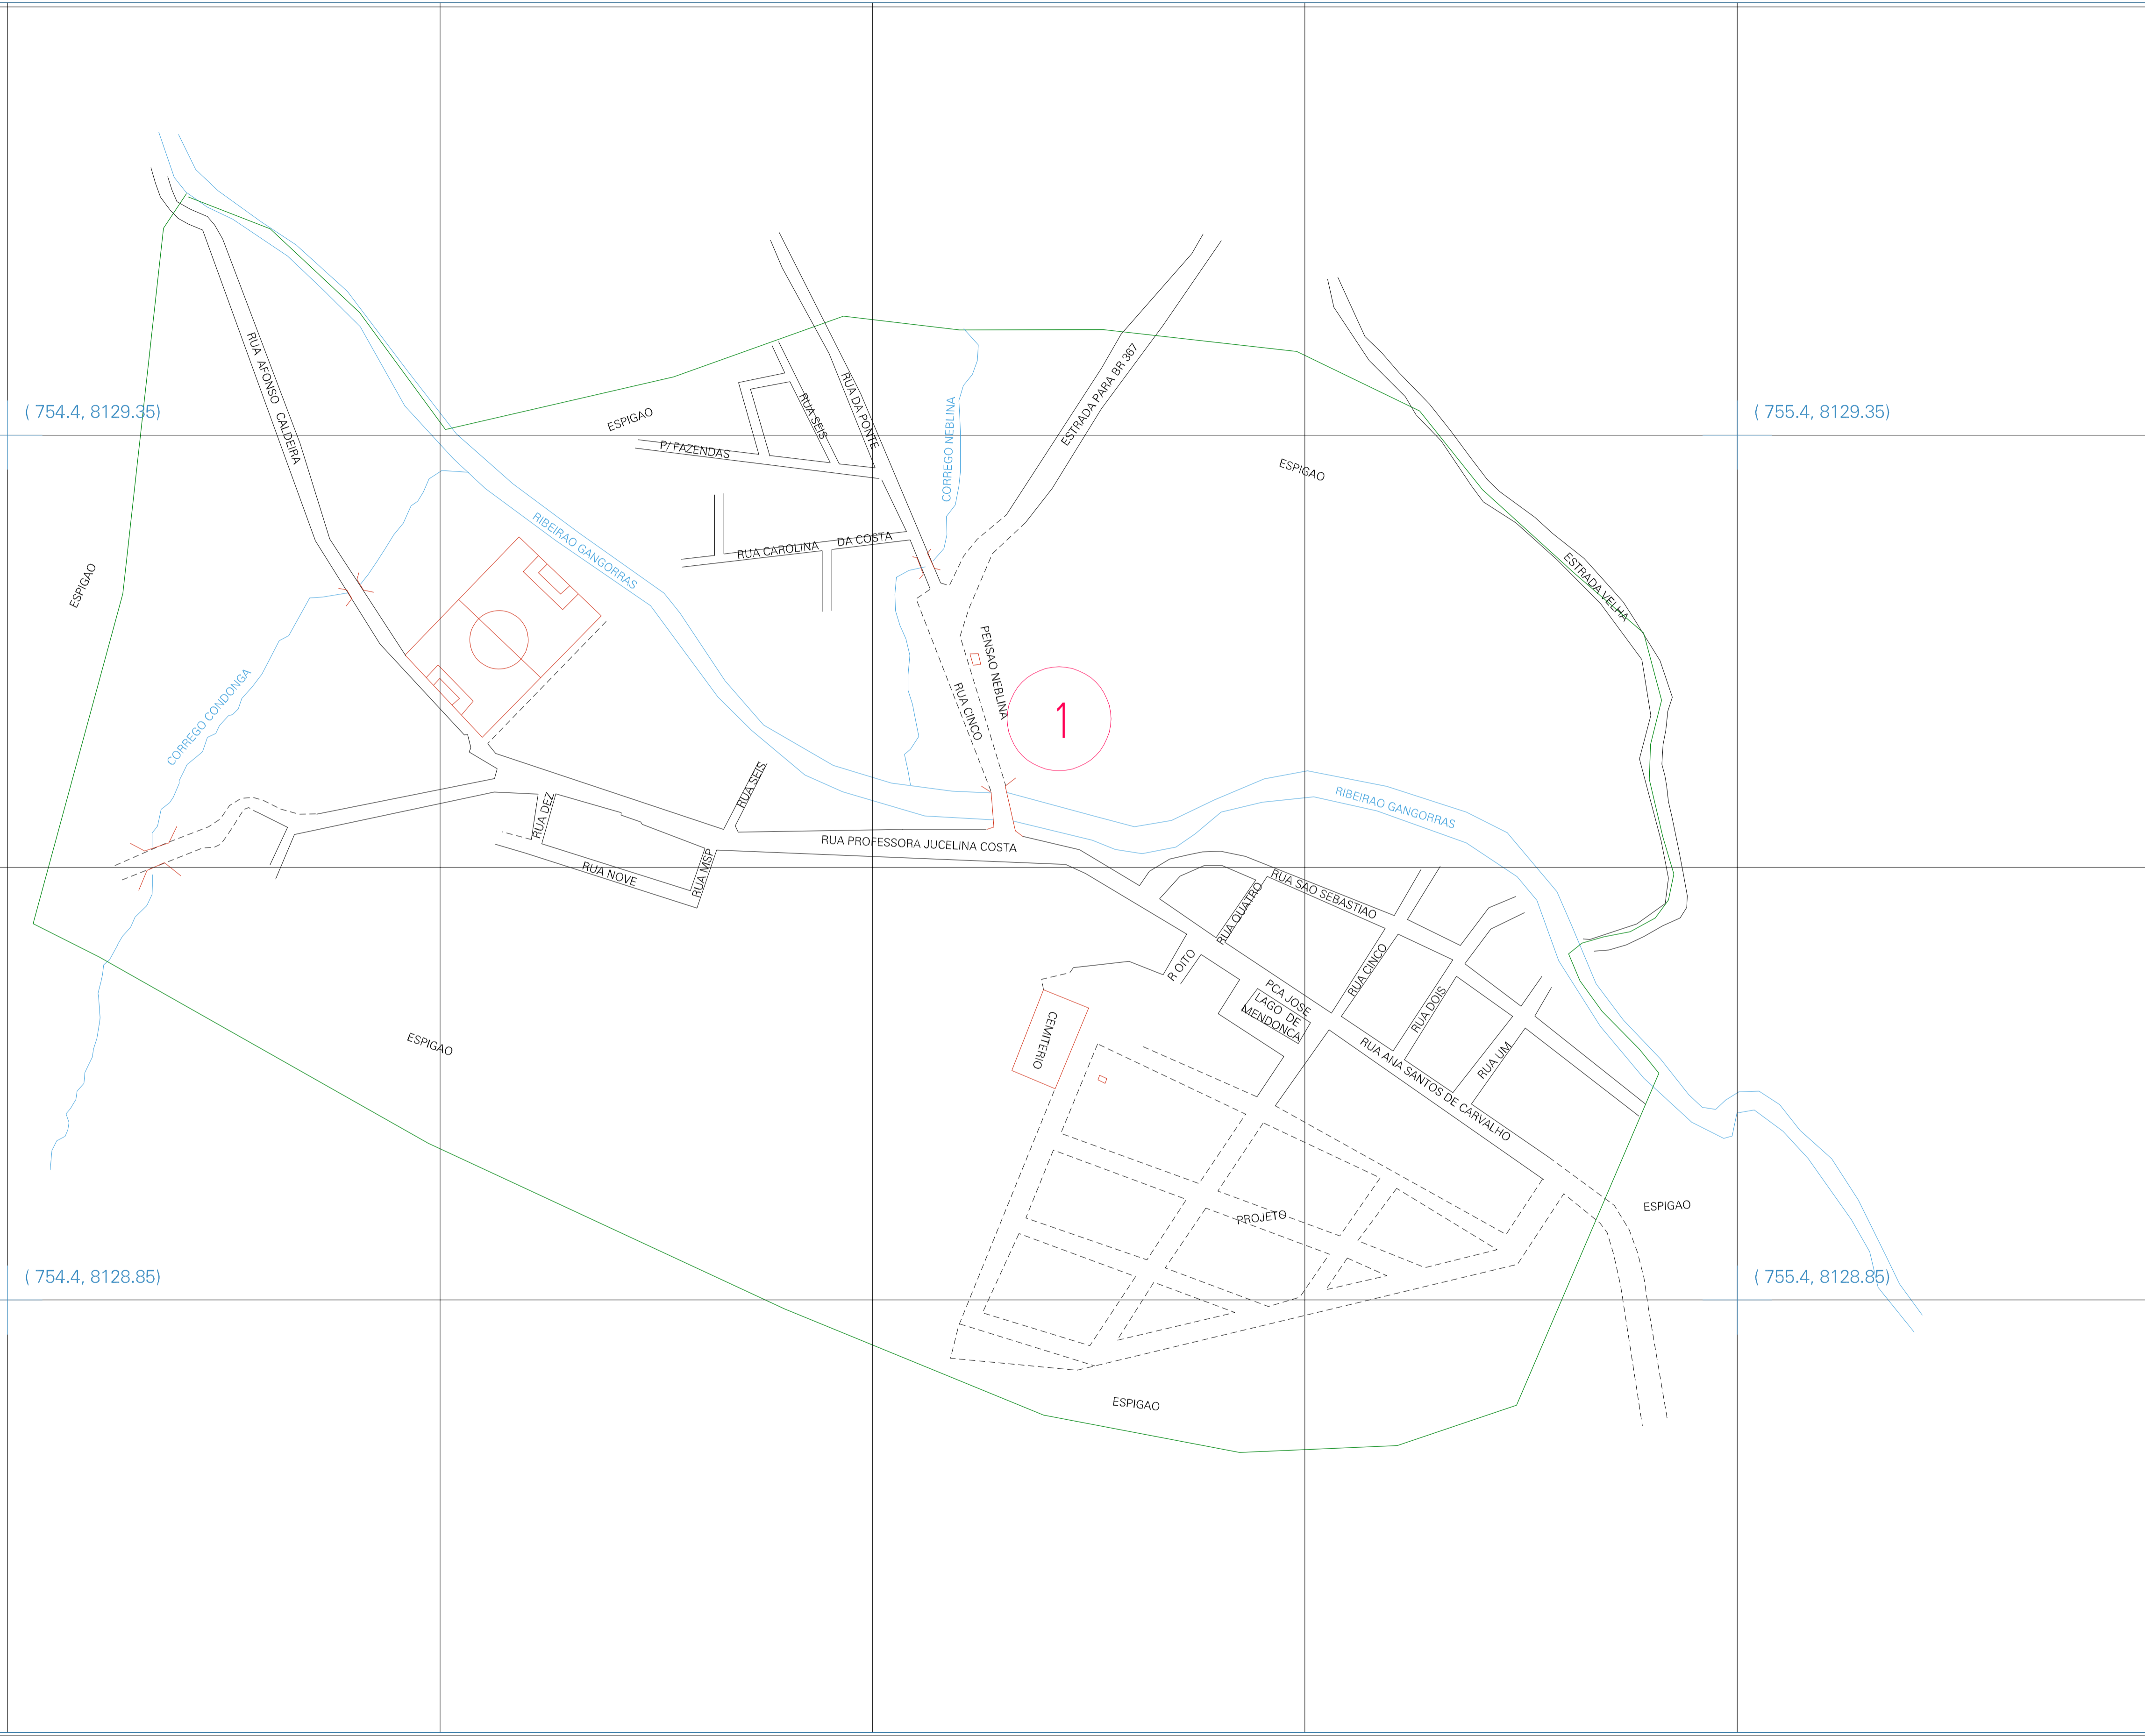 RUA AFONSO CALDEIRA
( 754.4, 8129.35)
( 755.4, 8129.35)
ESPIGAO
RUA SEIS
RUA DA PONTE
P/ FAZENDAS
CORREGO NEBLINA
ESTRADA PARA BR 367
ESPIGAO
RIBEIRAO GANGORRAS
RUA CAROLINA DA COSTA
ESTRADA VELHA
ESPIGAO
CORREGO CONDONGA
PENSAO NEBLINA
RUA CINCO
1
RUA SEIS
RUA DEZ
RIBEIRAO GANGORRAS
RUA PROFESSORA JUCELINA COSTA
RUA NOVE
RUA MSP
RUA SAO SEBASTIAO
RUA QUATRO
R OITO
RUA CINCO
PCA JOSE
LAGO DE
MENDONCA
RUA DOIS
CEMITERIO
ESPIGAO
RUA UM
RUA ANA SANTOS DE CARVALHO
PROJETO
ESPIGAO
( 754.4, 8128.85)
( 755.4, 8128.85)
ESPIGAO